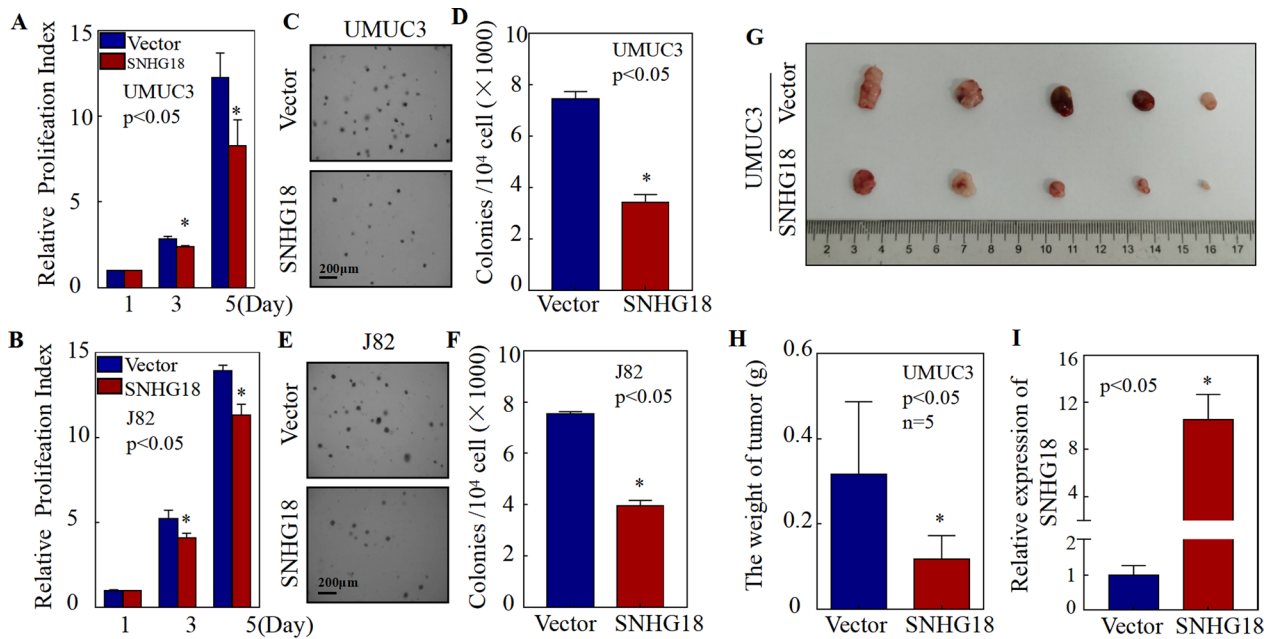 A
Relative Prolifeation Index
15
10
5
0
Vector
SNHG18
UMUC3
p<0.05
*
*
1 3 5(Day)
B
Relative Prolifeation Index
15
10
5
0
Vector
SNHG18
J82
p<0.05
*
*
1 3 5(Day)
C
UMUC3
Vector
SNHG18
200μm
D
Colonies /10⁴ cell (×1000)
8
6
4
2
0
UMUC3
p<0.05
*
Vector SNHG18
E
J82
Vector
SNHG18
200μm
F
Colonies /10⁴ cell (×1000)
8
6
4
2
0
J82
p<0.05
*
Vector SNHG18
G
UMUC3
Vector
SNHG18
2 3 4 5 6 7 8 9 10 11 12 13 14 15 16 17
H
The weight of tumor (g)
0.6
0.4
0.2
0
UMUC3
p<0.05
n=5
*
Vector SNHG18
I
Relative expression of
SNHG18
16
12
8
4
2
1
0
p<0.05
*
Vector SNHG18